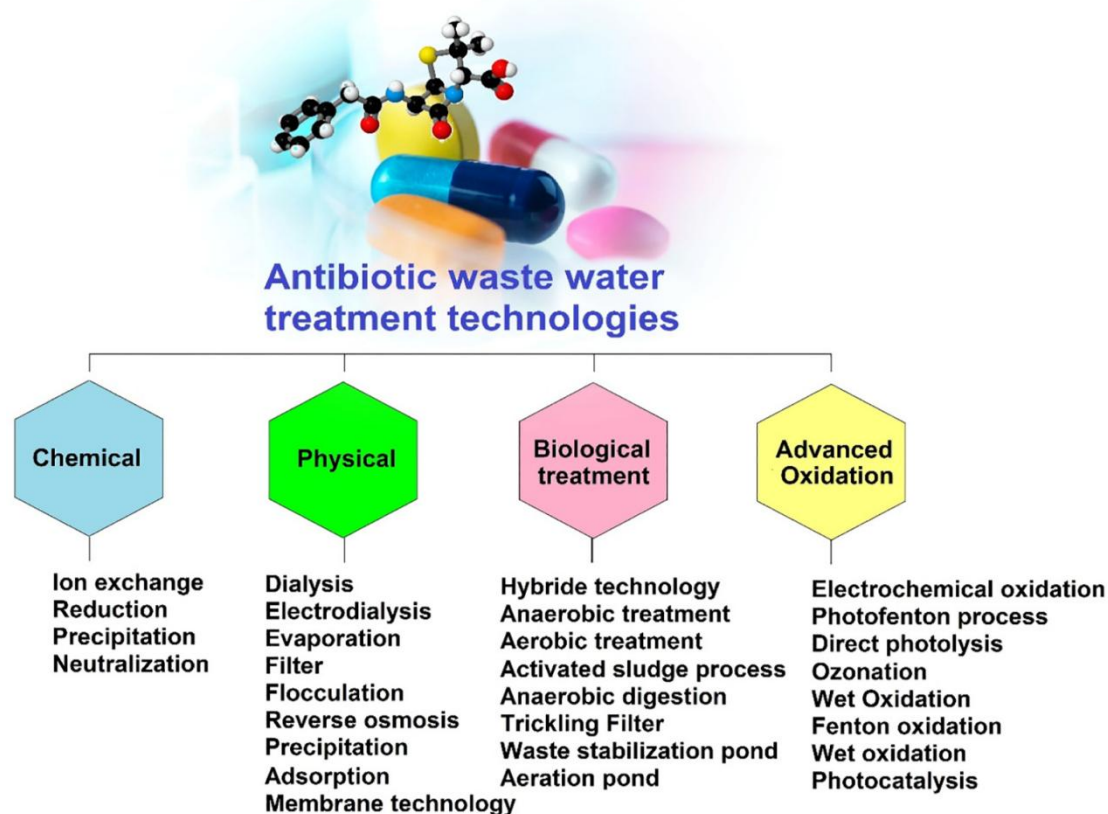 Antibiotic waste water
treatment technologies
Chemical
Physical
Biological
treatment
Advanced
Oxidation
Ion exchange
Reduction
Precipitation
Neutralization
Dialysis
Electrodialysis
Evaporation
Filter
Flocculation
Reverse osmosis
Precipitation
Adsorption
Membrane technology
Hybride technology
Anaerobic treatment
Aerobic treatment
Activated sludge process
Anaerobic digestion
Trickling Filter
Waste stabilization pond
Aeration pond
Electrochemical oxidation
Photofenton process
Direct photolysis
Ozonation
Wet Oxidation
Fenton oxidation
Wet oxidation
Photocatalysis